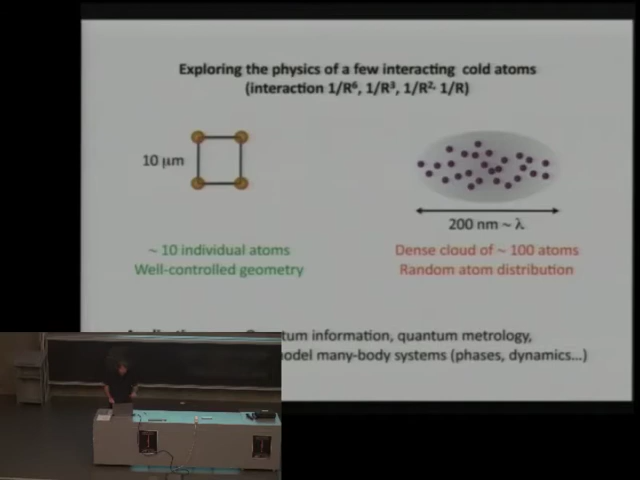 Exploring the physics of a few interacting cold atoms
(interaction 1/R⁶, 1/R³, 1/R², 1/R)
10 μm
200 nm ~ λ
~ 10 individual atoms
Well-controlled geometry
Dense cloud of ~ 100 atoms
Random atom distribution
information, quantum metrology,
many-body systems (phases, dynamics...)